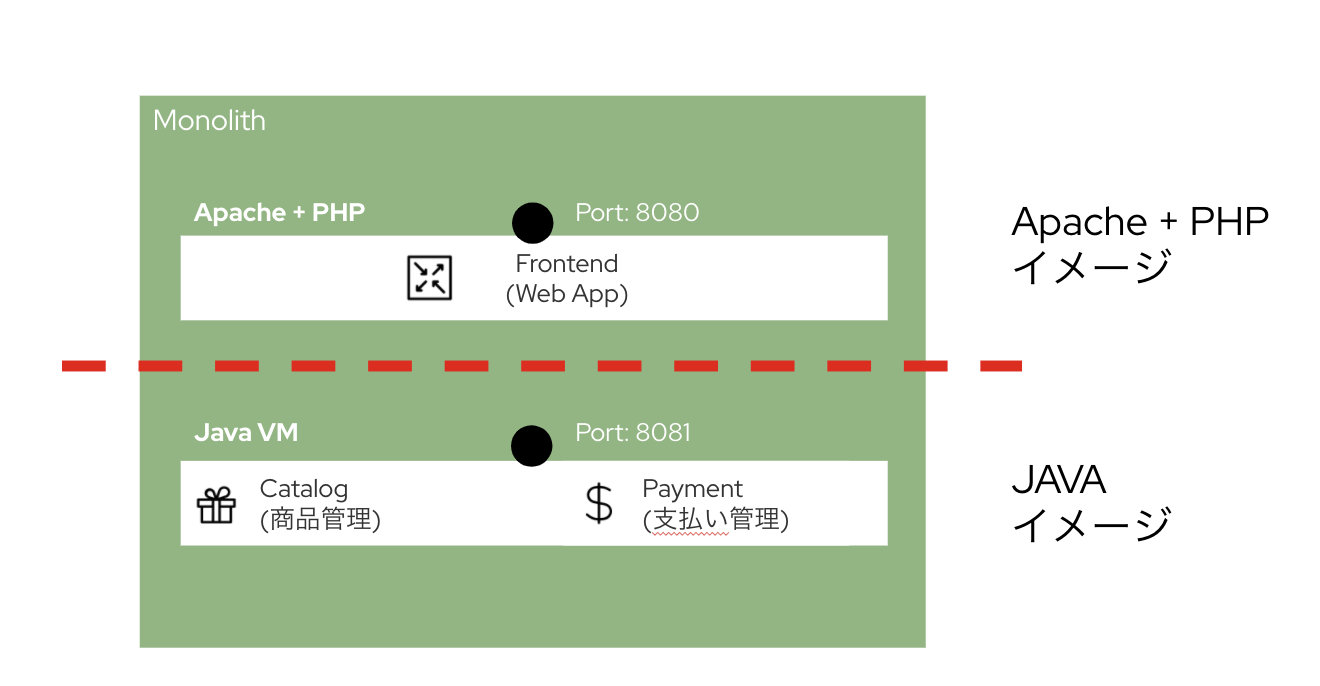 Monolith
Apache + PHP
Port: 8080
Frontend
(Web App)
Apache + PHP
イメージ
Java VM
Port: 8081
Catalog
(商品管理)
$
Payment
(支払い管理)
JAVA
イメージ